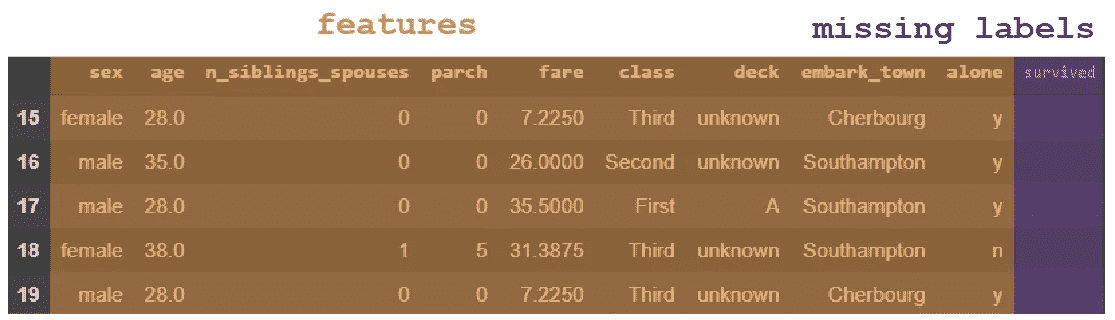 features missing labels
sex age n_siblings_spouses parch fare class deck embark_town alone survived
15 female 28.0 0 0 7.2250 Third unknown Cherbourg y
16 male 35.0 0 0 26.0000 Second unknown Southampton y
17 male 28.0 0 0 35.5000 First A Southampton y
18 female 38.0 1 5 31.3875 Third unknown Southampton n
19 male 28.0 0 0 7.2250 Third unknown Cherbourg y